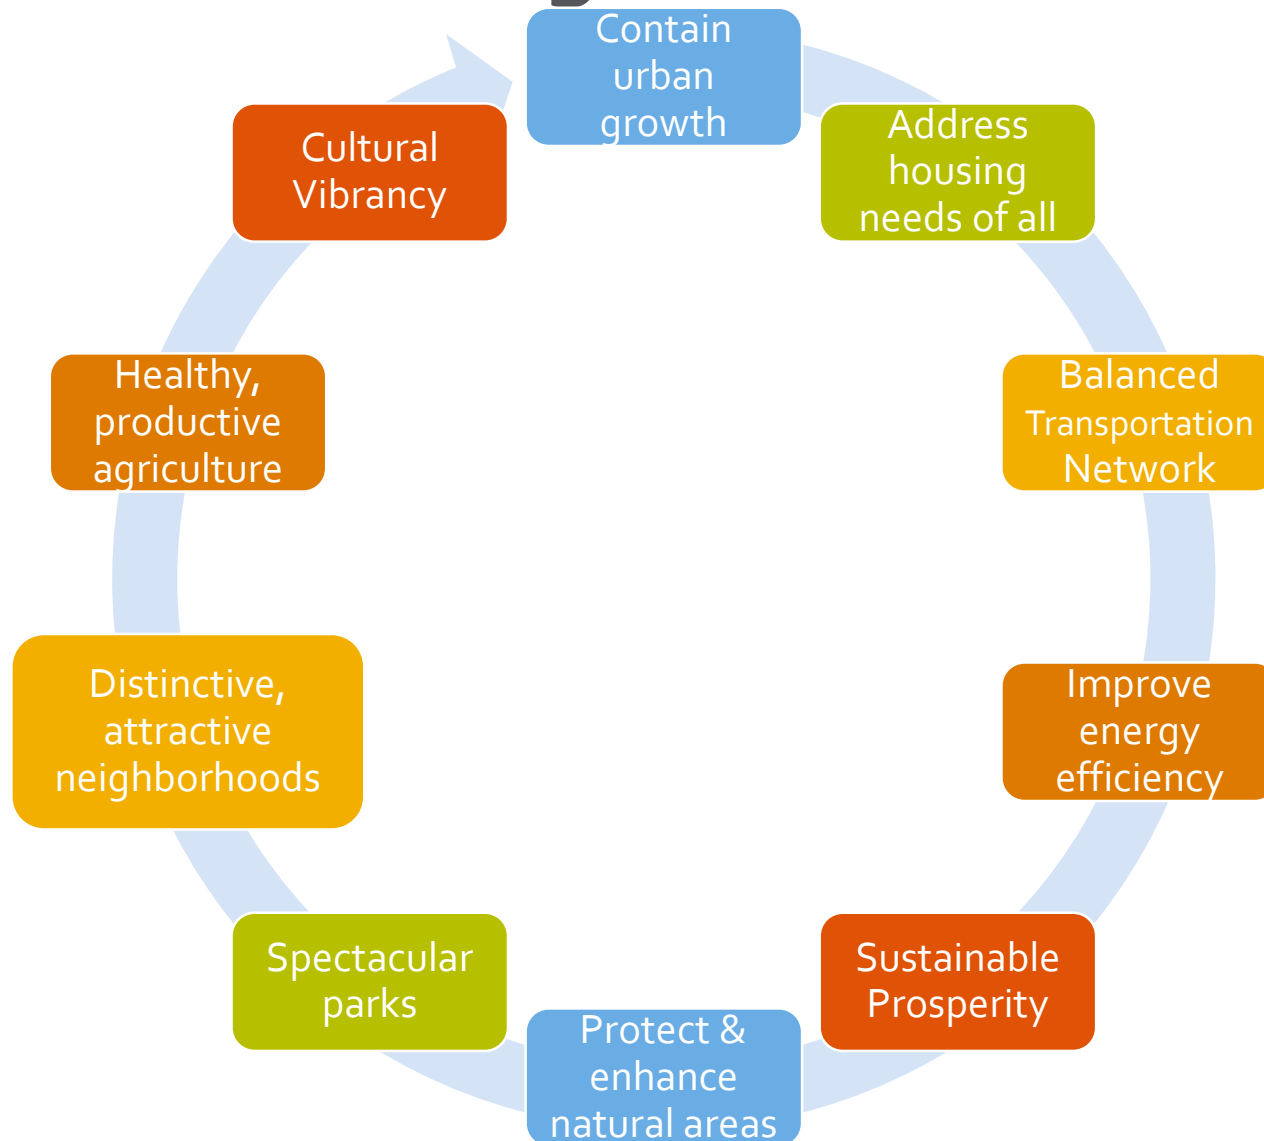 Contain
urban
growth
Address
housing
needs of all
Balanced
Transportation
Network
Improve
energy
efficiency
Sustainable
Prosperity
Protect &
enhance
natural areas
Spectacular
parks
Distinctive,
attractive
neighborhoods
Healthy,
productive
agriculture
Cultural
Vibrancy